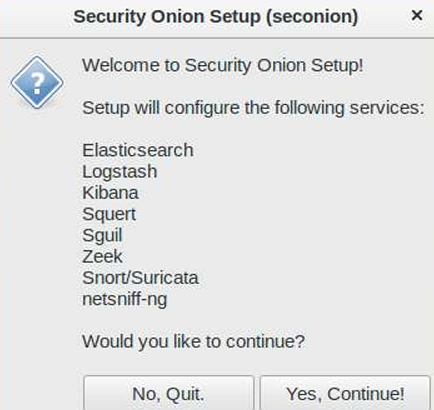 Security Onion Setup (seconion) ×
?
Welcome to Security Onion Setup!
Setup will configure the following services:
Elasticsearch
Logstash
Kibana
Squert
Sguil
Zeek
Snort/Suricata
netsniff-ng
Would you like to continue?
No, Quit. Yes, Continue!